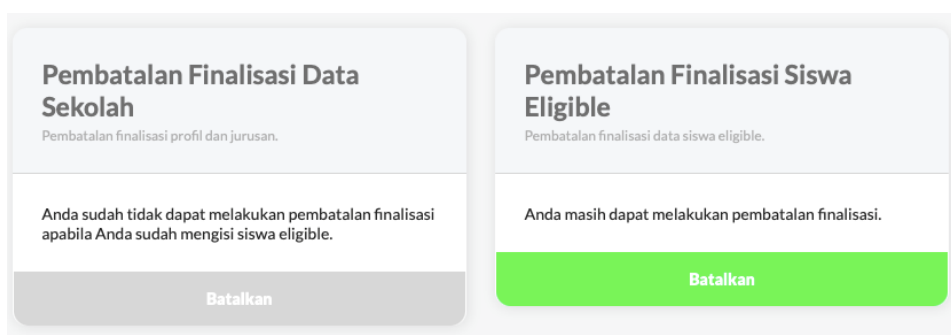 Pembatalan Finalisasi Data
Sekolah
Pembatalan finalisasi profil dan jurusan.
Anda sudah tidak dapat melakukan pembatalan finalisasi
apabila Anda sudah mengisi siswa eligible.
Batalkan
Pembatalan Finalisasi Siswa
Eligible
Pembatalan finalisasi data siswa eligible.
Anda masih dapat melakukan pembatalan finalisasi.
Batalkan